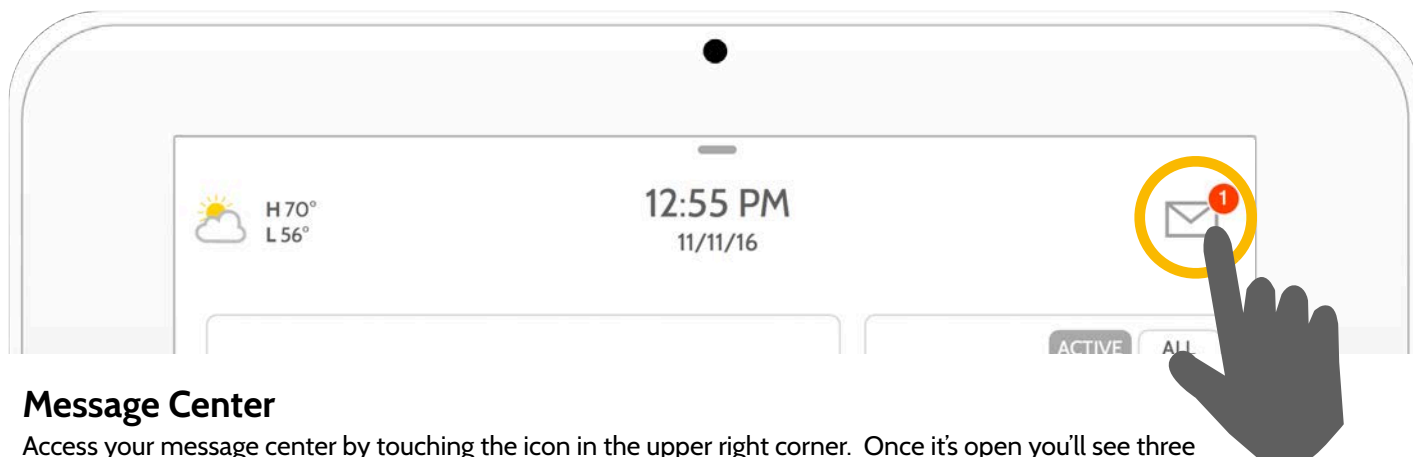 1
H 70°
12:55 PM
L 56°
11/11/16
ACTIVE ALL
Message Center
Access your message center by touching the icon in the upper right corner. Once it's open you'll see three